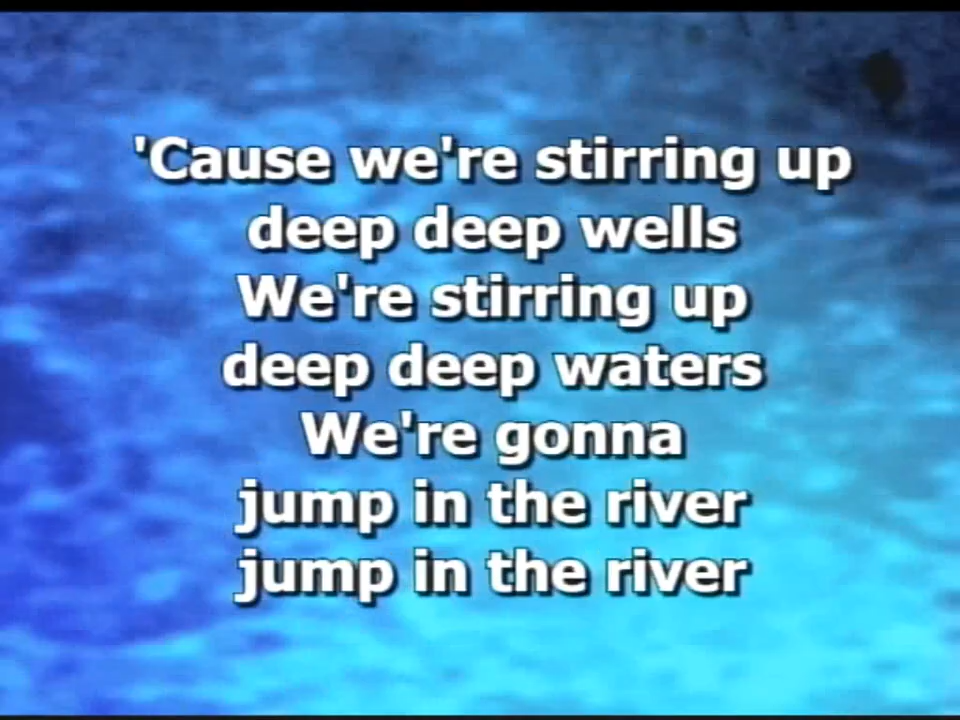 'Cause we're stirring up
deep deep wells
We're stirring up
deep deep waters
We're gonna
jump in the river
jump in the river